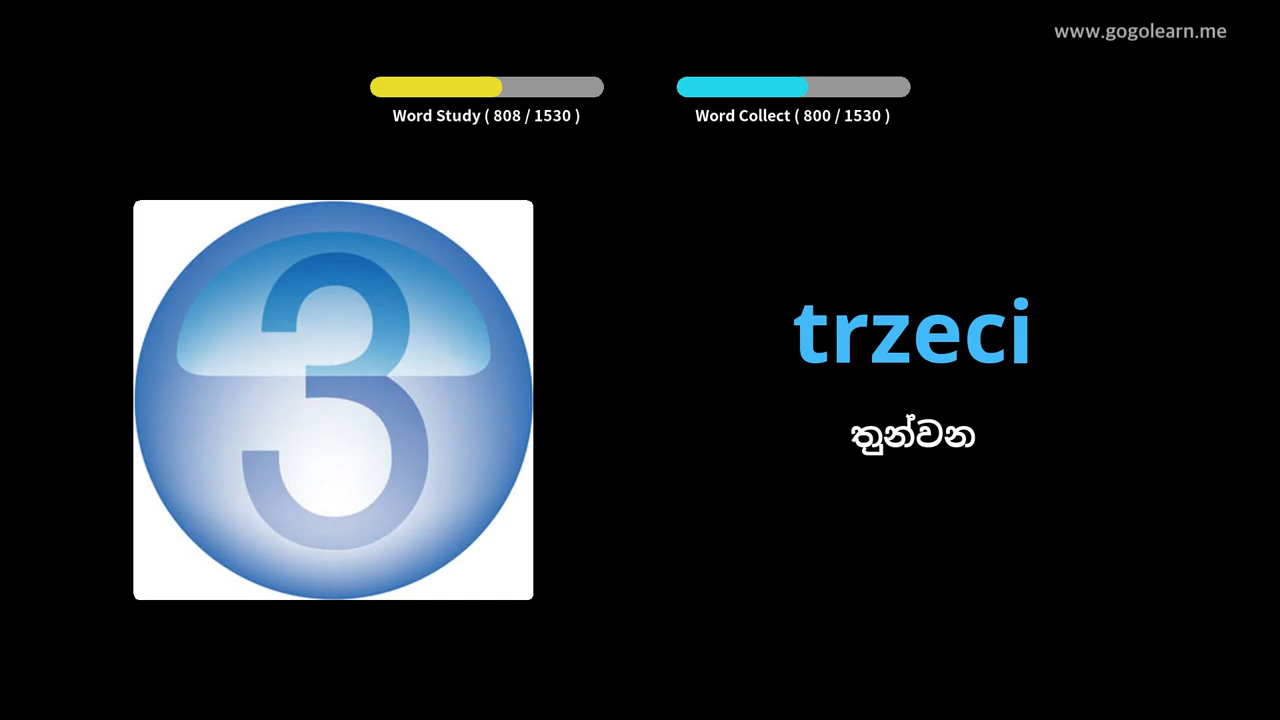 www.gogolearn.me
Word Study ( 808 / 1530 )
Word Collect ( 800 / 1530 )
3
trzeci
තුන්වන